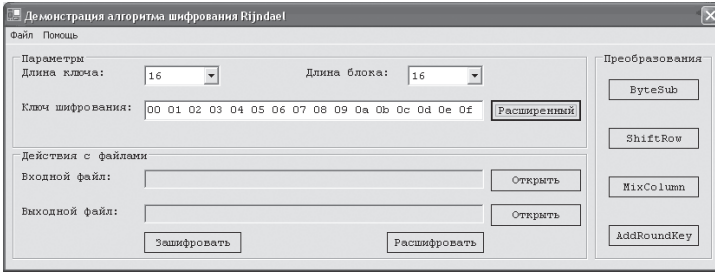 Демонстрация алгоритма шифрования Rijndael
Файл Помощь
Параметры
Длина ключа: 16 Длина блока: 16
Ключ шифрования: 00 01 02 03 04 05 06 07 08 09 0a 0b 0c 0d 0e 0f Расширенный
Действия с файлами
Входной файл: Открыть
Выходной файл: Открыть
Зашифровать Расшифровать
Преобразования
ByteSub
ShiftRow
MixColumn
AddRoundKey